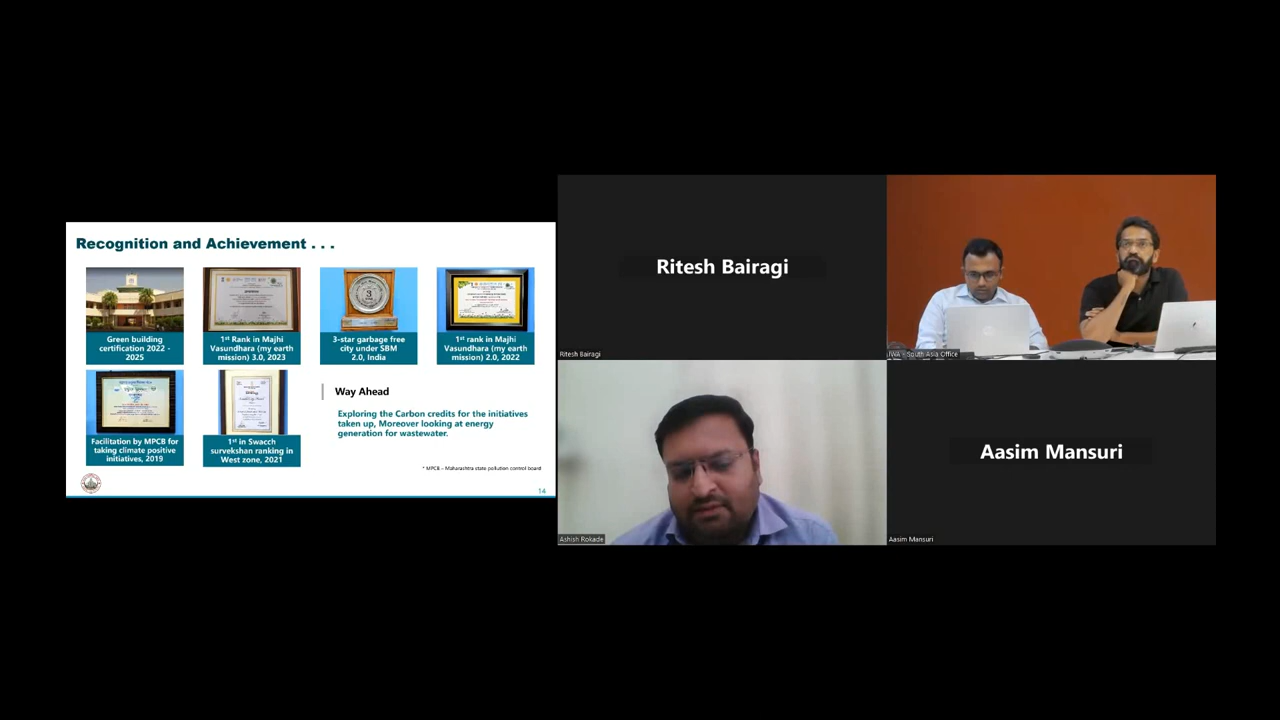 Recognition and Achievement . . .
Green building
certification 2022 -
2025
1st Rank in Majhi
Vasundhara (my earth
mission) 3.0, 2023
3-star garbage free
city under SBM
2.0, India
1st rank in Majhi
Vasundhara (my earth
mission) 2.0, 2022
Facilitation by MPCB for
taking climate positive
initiatives, 2019
1st in Swacch
survekshan ranking in
West zone, 2021
Way Ahead
Exploring the Carbon credits for the initiatives
taken up, Moreover looking at energy
generation for wastewater.
* MPCB – Maharashtra state pollution control board
14
Ritesh Bairagi
Ritesh Bairagi
IWA - South Asia Office
Ashish Rokade
Aasim Mansuri
Aasim Mansuri